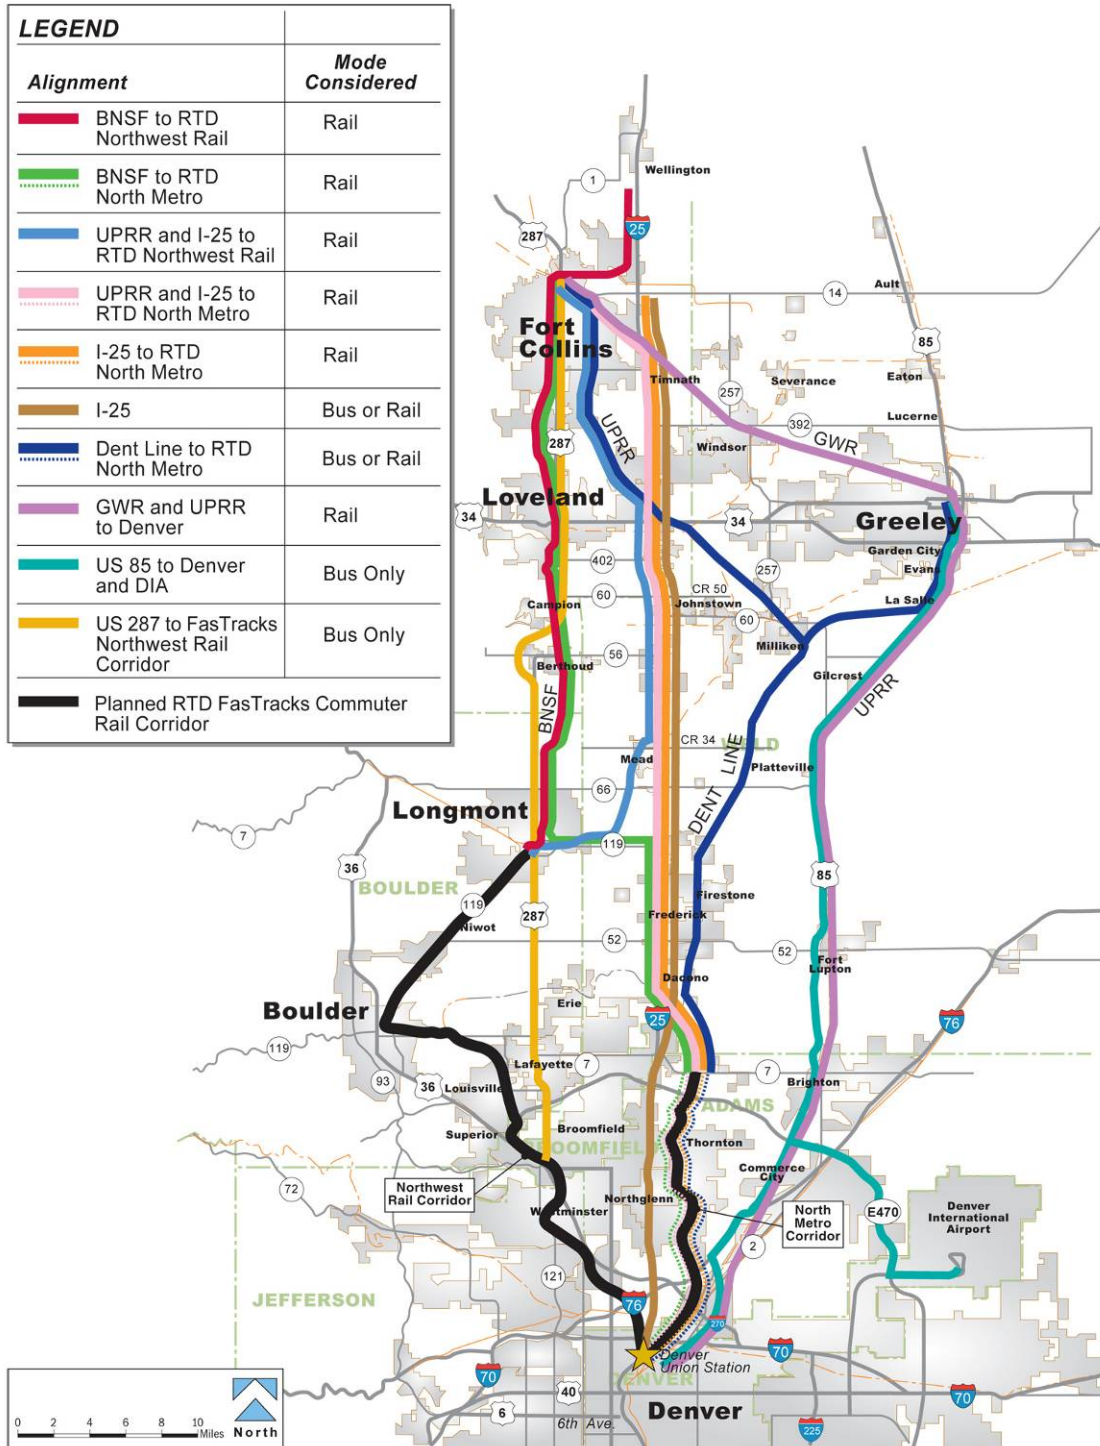 LEGEND
Alignment
Mode
Considered
BNSF to RTD
Northwest Rail
Rail
BNSF to RTD
North Metro
Rail
UPRR and I-25 to
RTD Northwest Rail
Rail
UPRR and I-25 to
RTD North Metro
Rail
I-25 to RTD
North Metro
Rail
I-25
Bus or Rail
Dent Line to RTD
North Metro
Bus or Rail
GWR and UPRR
to Denver
Rail
US 85 to Denver
and DIA
Bus Only
US 287 to FasTracks
Northwest Rail
Corridor
Bus Only
Planned RTD FasTracks Commuter
Rail Corridor
Wellington
1
287
25
14
Ault
Fort
Collins
85
Timnath
Severance
Eaton
257
Lucerne
392
287
UPRR
Windsor
GWR
Loveland
34
34
Greeley
Garden City
402
257
Evans
CR 50
60
Johnstown
La Salle
Campion
60
Milliken
56
Berthoud
Gilcrest
BNSF
UPRR
CR 34
WELD
Mead
Platteville
66
DENT LINE
Longmont
7
119
36
85
BOULDER
Firestone
119
287
Frederick
Niwot
52
52
Fort
Lupton
Dacono
Erie
Boulder
25
76
119
Lafayette
7
7
93
36
Louisville
Brighton
ADAMS
Superior
Broomfield
BROOMFIELD
Thornton
Commerce
City
72
Northwest
Rail Corridor
Northglenn
E470
Denver
International
Airport
Westminster
North
Metro
Corridor
2
121
JEFFERSON
76
270
Denver
Union Station
70
70
DENVER
40
70
Denver
6
6th Ave.
225
0 2 4 6 8 10
Miles
North